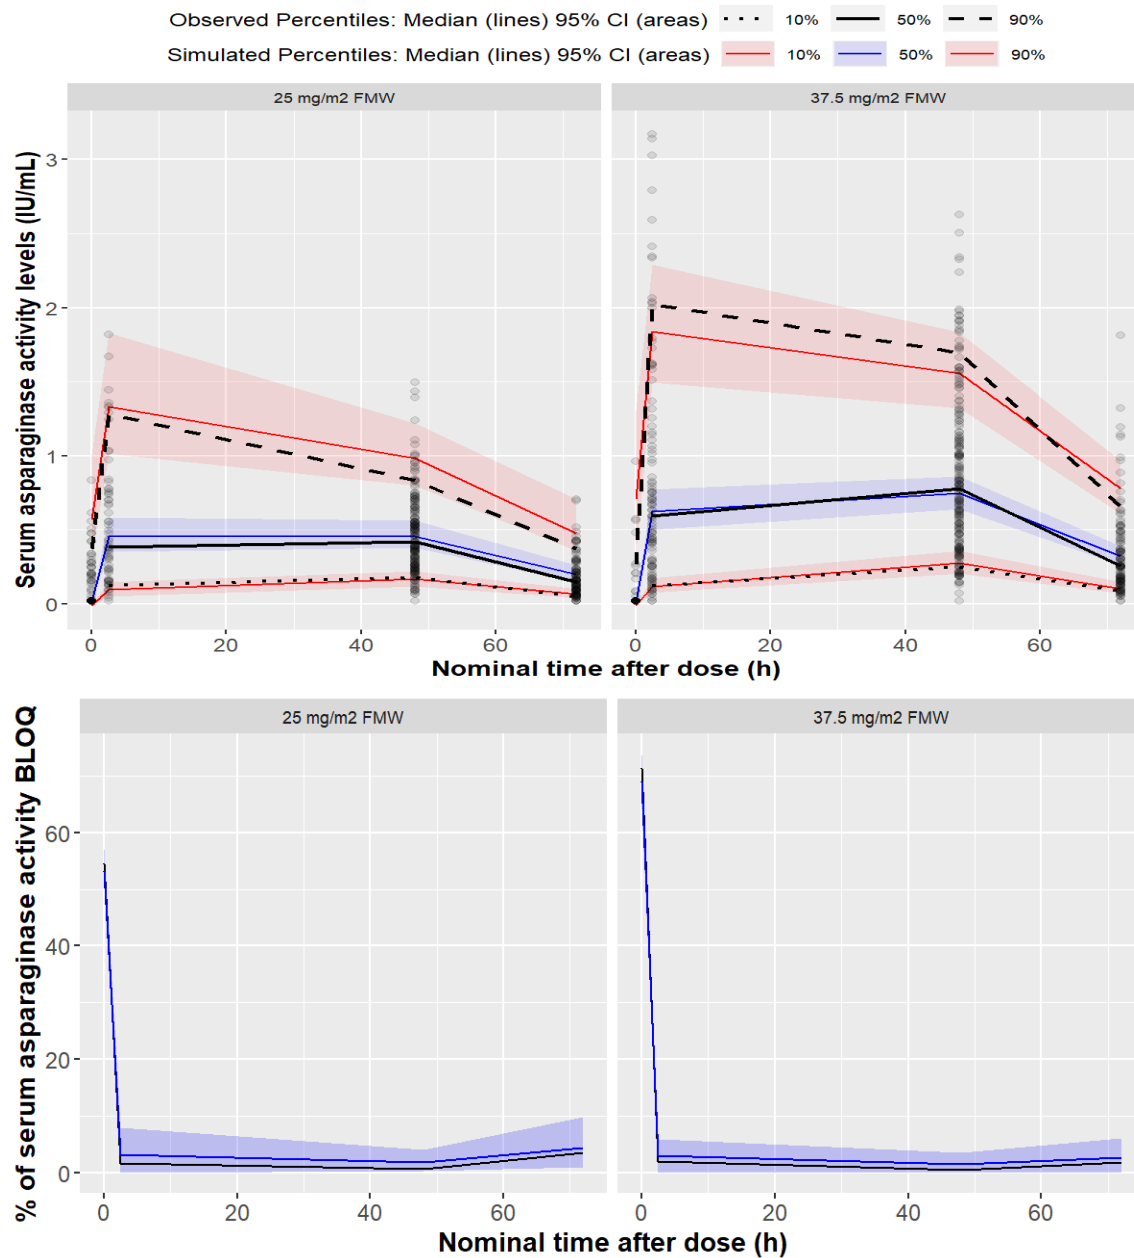 Observed Percentiles: Median (lines) 95% CI (areas) 10% 50% 90%
Simulated Percentiles: Median (lines) 95% CI (areas) 10% 50% 90%
25 mg/m2 FMW 37.5 mg/m2 FMW
Serum asparaginase activity levels (IU/mL)
3
2
1
0
0 20 40 60 0 20 40 60
Nominal time after dose (h)
25 mg/m2 FMW 37.5 mg/m2 FMW
% of serum asparaginase activity BLOQ
60
40
20
0
0 20 40 60 0 20 40 60
Nominal time after dose (h)